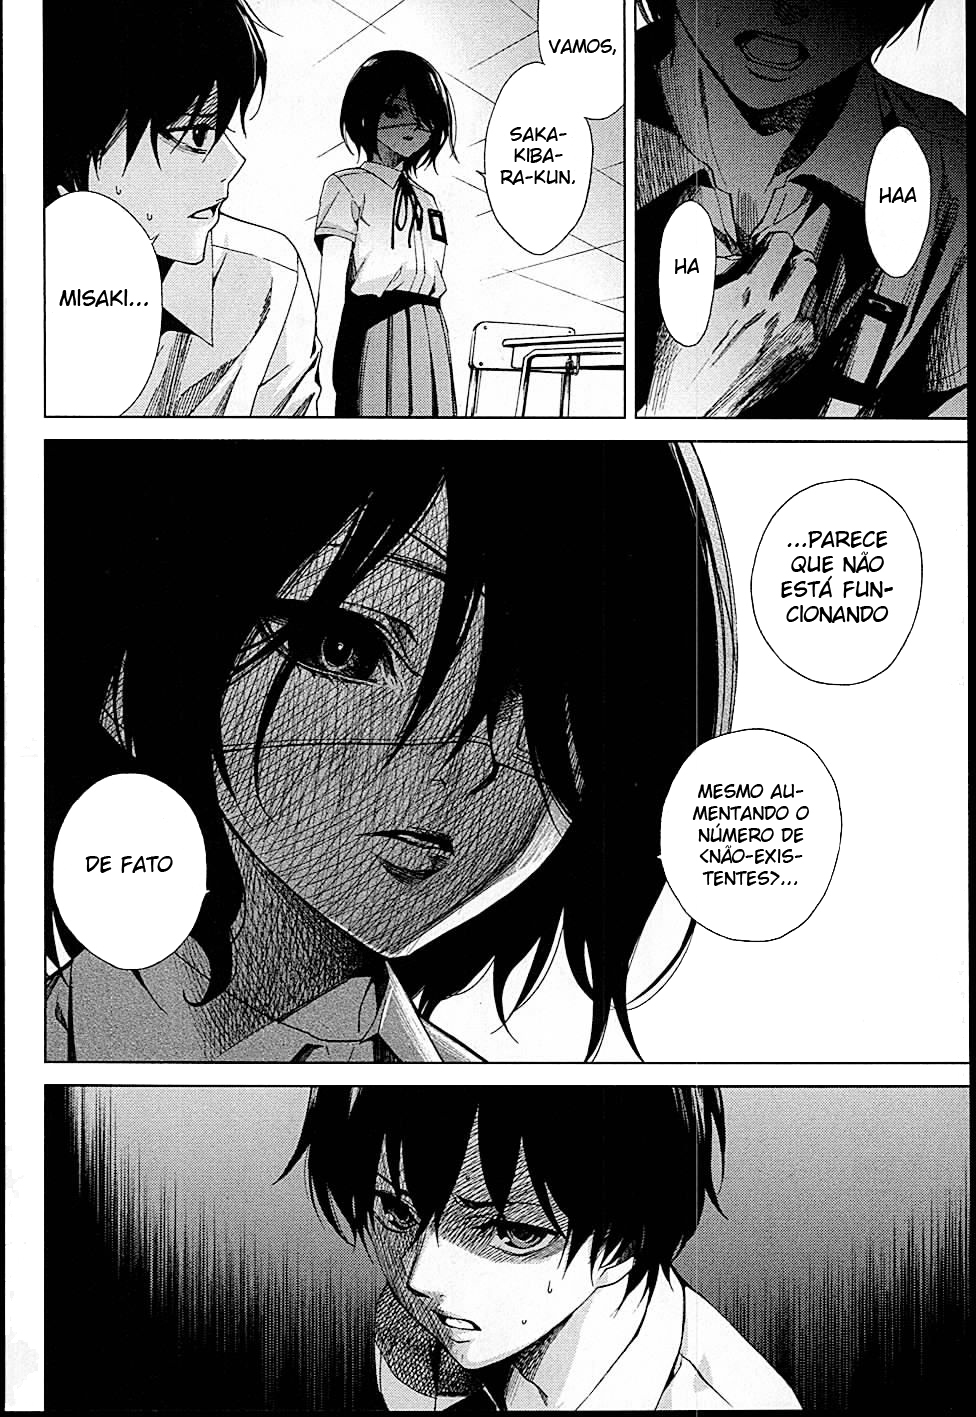 HAA
HA
VAMOS,
SAKA-
KIBA-
RA-KUN.
MISAKI...
...PARECE
QUE NÃO
ESTÁ FUN-
CIONANDO
MESMO AU-
MENTANDO O
NÚMERO DE
<NÃO-EXIS-
TENTES>...
DE FATO